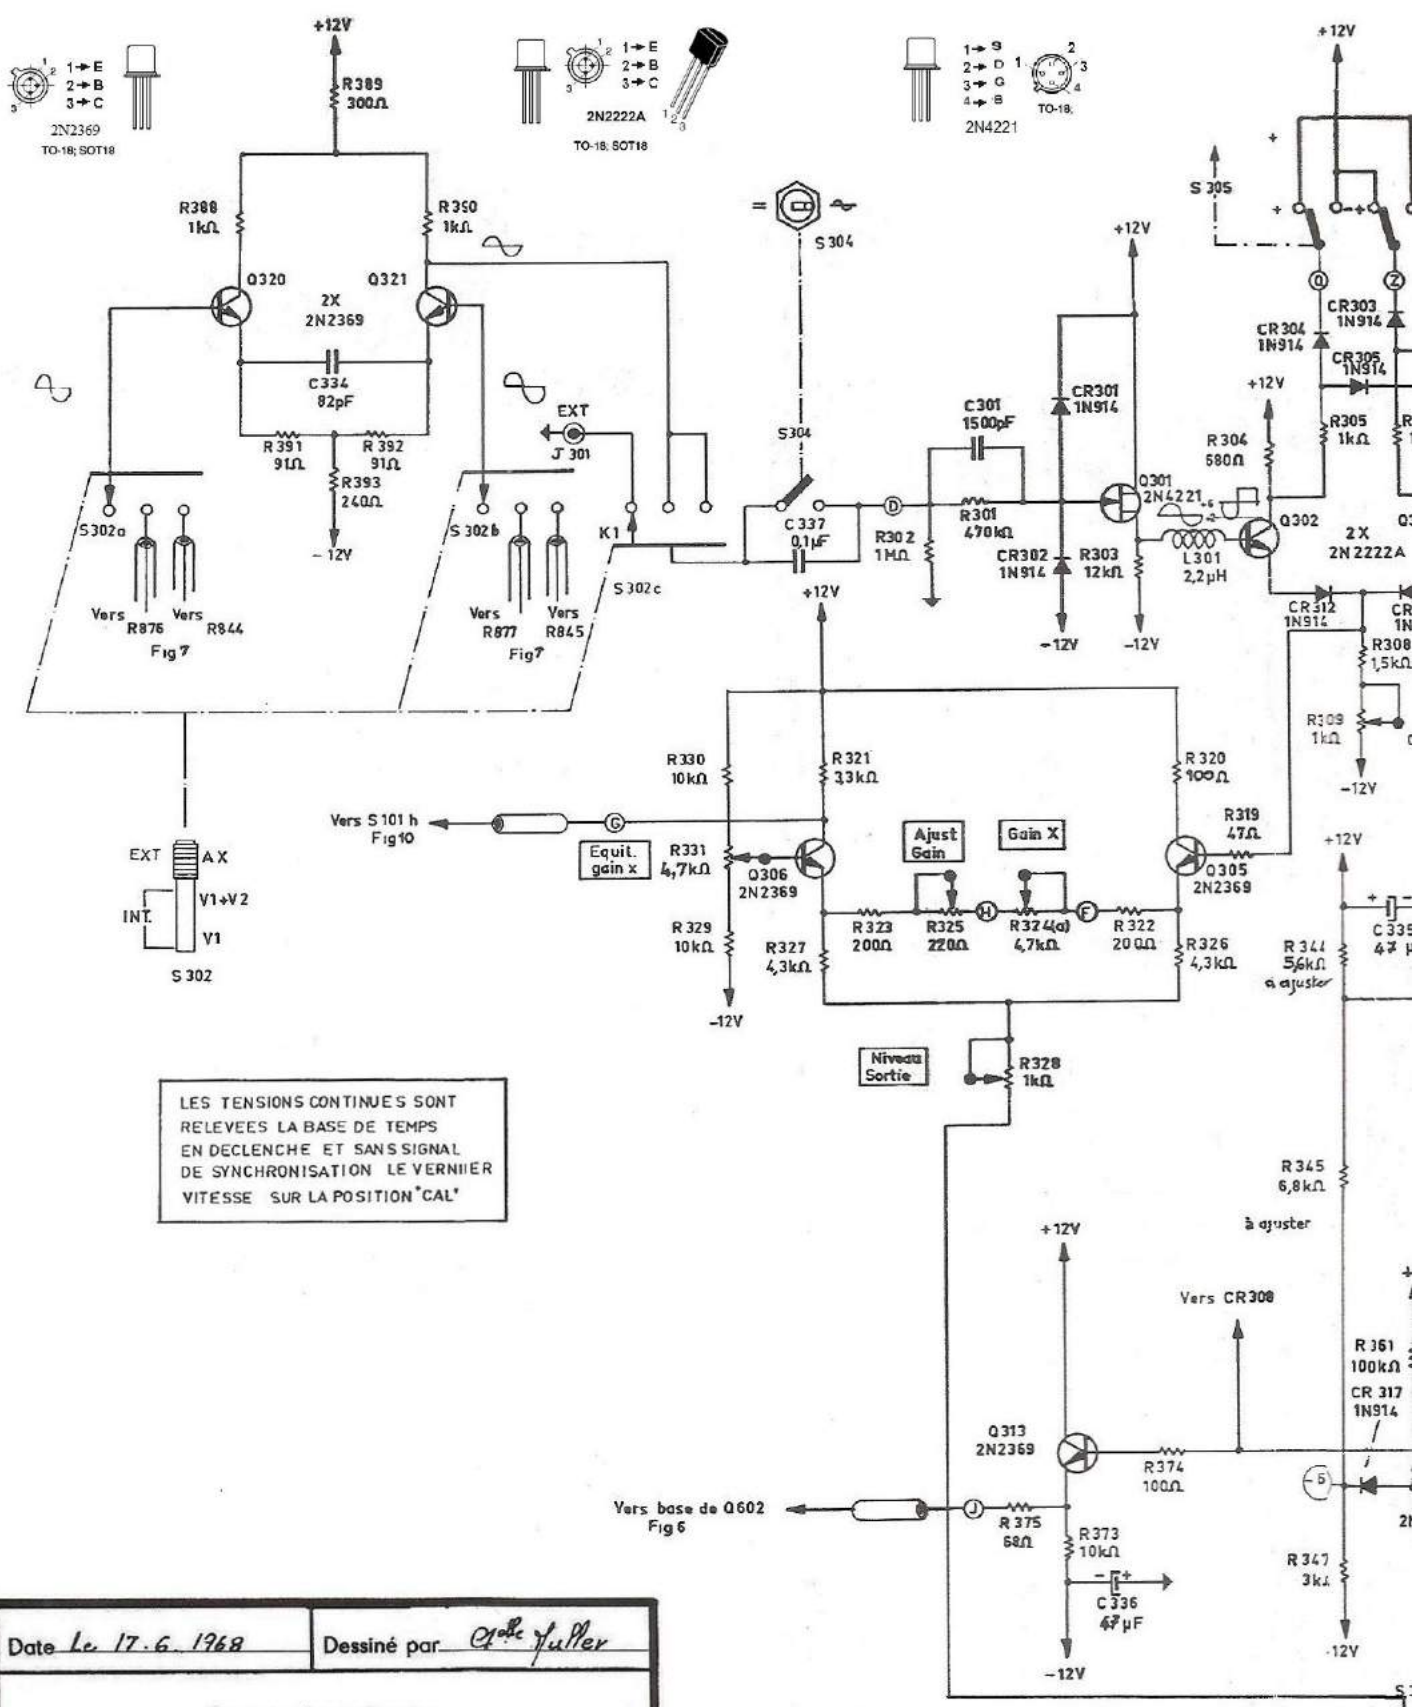 +12V
1→E
2→B
3→C
2N2369
TO-18; SOT18
R389
300Ω
1→E
2→B
3→C
2N2222A
TO-18; SOT18
1→S
2→D
3→G
4→B
TO-18;
2N4221
+12V
S305
R388
1kΩ
R390
1kΩ
S304
+12V
Q320
Q321
2X
2N2369
C334
82pF
CR303
1N914
CR304
1N914
CR305
1N914
+12V
R391
91Ω
R392
91Ω
R393
240Ω
-12V
EXT
J 301
S304
C301
1500pF
CR301
1N914
R304
680Ω
R305
1kΩ
S302a
S302b
K1
S302c
C337
0,1µF
D
R302
1MΩ
R301
470kΩ
CR302
1N914
R303
12kΩ
Q301
2N4221
L301
2,2µH
Q302
2X
2N2222A
Vers
R876
Vers
R844
Fig7
Vers
R877
Vers
R845
Fig7
+12V
-12V
-12V
CR312
1N914
R308
1,5kΩ
R309
1kΩ
-12V
R330
10kΩ
R321
3,3kΩ
R320
100Ω
R319
47Ω
Vers S101h
Fig10
G
Equit.
gain x
R331
4,7kΩ
Q306
2N2369
Ajust
Gain
Gain X
Q305
2N2369
+12V
EXT
AX
INT.
V1+V2
V1
S302
R329
10kΩ
-12V
R327
4,3kΩ
R323
200Ω
R325
220Ω
H
R324(a)
4,7kΩ
F
R322
200Ω
R326
4,3kΩ
R344
5,6kΩ
à ajuster
C335
47 µ
Niveau
Sortie
R328
1kΩ
LES TENSIONS CONTINUES SONT
RELEVEES LA BASE DE TEMPS
EN DECLENCHE ET SANS SIGNAL
DE SYNCHRONISATION LE VERNIIER
VITESSE SUR LA POSITION "CAL"
R345
6,8kΩ
à ajuster
+12V
Vers CR308
R361
100kΩ
CR317
1N914
Q313
2N2369
R374
100Ω
-6
Vers base de Q602
Fig6
J
R375
68Ω
R373
10kΩ
C336
47µF
-12V
R347
3kΩ
-12V
Date Le 17.6.1968
Dessiné par